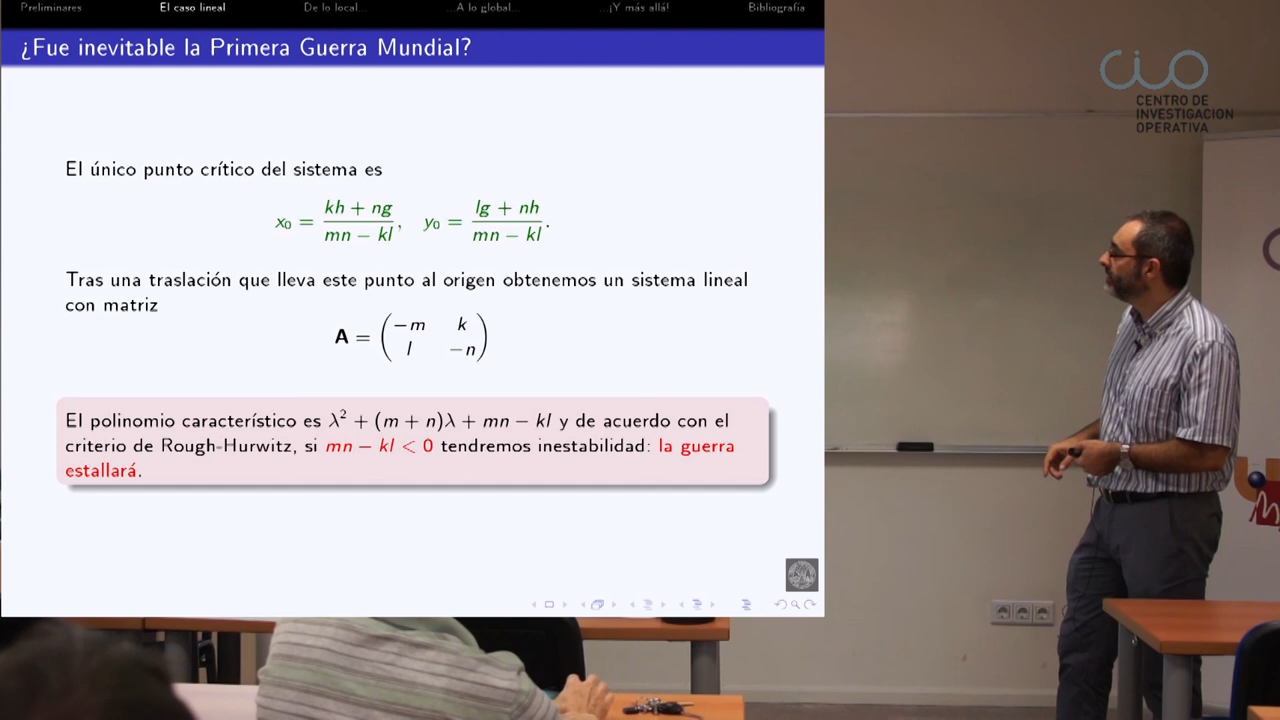 Preliminares El caso lineal De lo local... ...A lo global... ...¡Y más allá! Bibliografía
¿Fue inevitable la Primera Guerra Mundial?
El único punto crítico del sistema es
x₀ = (kh + ng)/(mn − kl), y₀ = (lg + nh)/(mn − kl).
Tras una traslación que lleva este punto al origen obtenemos un sistema lineal
con matriz
A = (−m k
l −n)
El polinomio característico es λ² + (m + n)λ + mn − kl y de acuerdo con el
criterio de Rough-Hurwitz, si mn − kl < 0 tendremos inestabilidad: la guerra
estallará.
CIO
CENTRO DE
INVESTIGACION
OPERATIVA